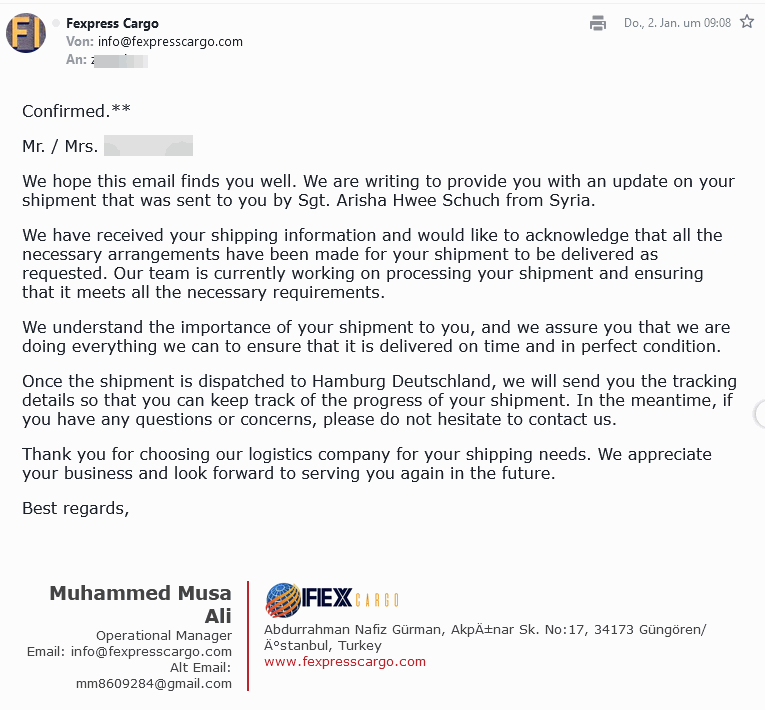 FI
Fexpress Cargo
Von: info@fexpresscargo.com
An: z
Do., 2. Jan. um 09:08
Confirmed.**
Mr. / Mrs.
We hope this email finds you well. We are writing to provide you with an update on your
shipment that was sent to you by Sgt. Arisha Hwee Schuch from Syria.
We have received your shipping information and would like to acknowledge that all the
necessary arrangements have been made for your shipment to be delivered as
requested. Our team is currently working on processing your shipment and ensuring
that it meets all the necessary requirements.
We understand the importance of your shipment to you, and we assure you that we are
doing everything we can to ensure that it is delivered on time and in perfect condition.
Once the shipment is dispatched to Hamburg Deutschland, we will send you the tracking
details so that you can keep track of the progress of your shipment. In the meantime, if
you have any questions or concerns, please do not hesitate to contact us.
Thank you for choosing our logistics company for your shipping needs. We appreciate
your business and look forward to serving you again in the future.
Best regards,
Muhammed Musa
Ali
Operational Manager
Email: info@fexpresscargo.com
Alt Email:
mm8609284@gmail.com
FIEX CARGO
Abdurrahman Nafiz Gürman, AkpÄ±nar Sk. No:17, 34173 Güngören/
Ä°stanbul, Turkey
www.fexpresscargo.com